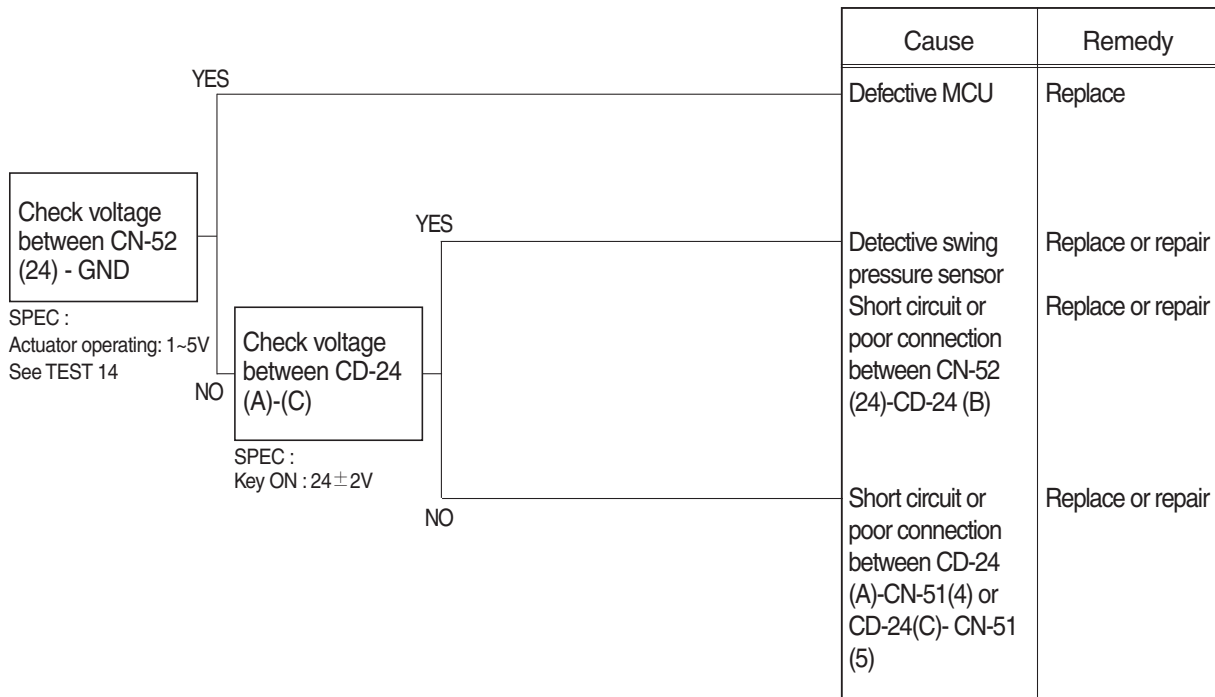 Cause
Remedy
YES
Defective MCU
Replace
Check voltage
between CN-52
(24) - GND
SPEC :
Actuator operating: 1~5V
See TEST 14
NO
YES
Check voltage
between CD-24
(A)-(C)
SPEC :
Key ON : 24±2V
NO
Detective swing
pressure sensor
Replace or repair
Short circuit or
poor connection
between CN-52
(24)-CD-24 (B)
Replace or repair
Short circuit or
poor connection
between CD-24
(A)-CN-51(4) or
CD-24(C)- CN-51
(5)
Replace or repair